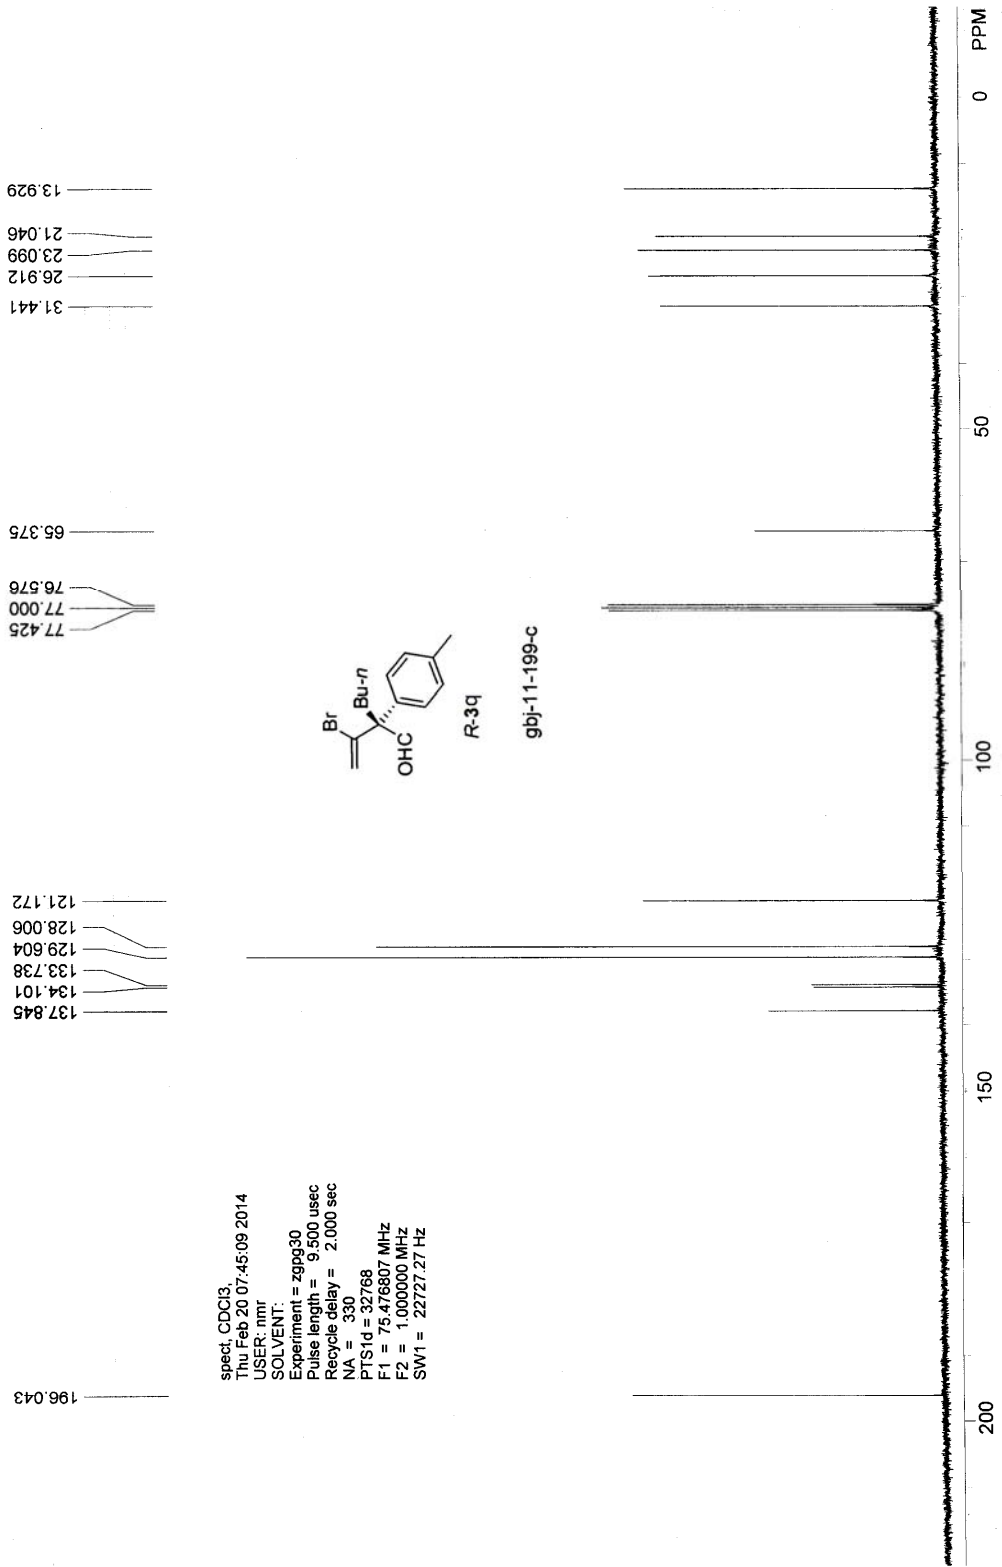 196.043
137.845
134.101
133.738
129.604
128.006
121.172
77.425
77.000
76.576
65.375
31.441
26.912
23.099
21.046
13.929
spect, CDCl3,
Thu Feb 20 07:45:09 2014
USER: nmr
SOLVENT:
Experiment = zgpg30
Pulse length = 9.500 usec
Recycle delay = 2.000 sec
NA = 330
PTS1d = 32768
F1 = 75.476807 MHz
F2 = 1.000000 MHz
SW1 = 22727.27 Hz
Br
Bu-n
OHC
R-3q
gbj-11-199-c
200
150
100
50
0
PPM